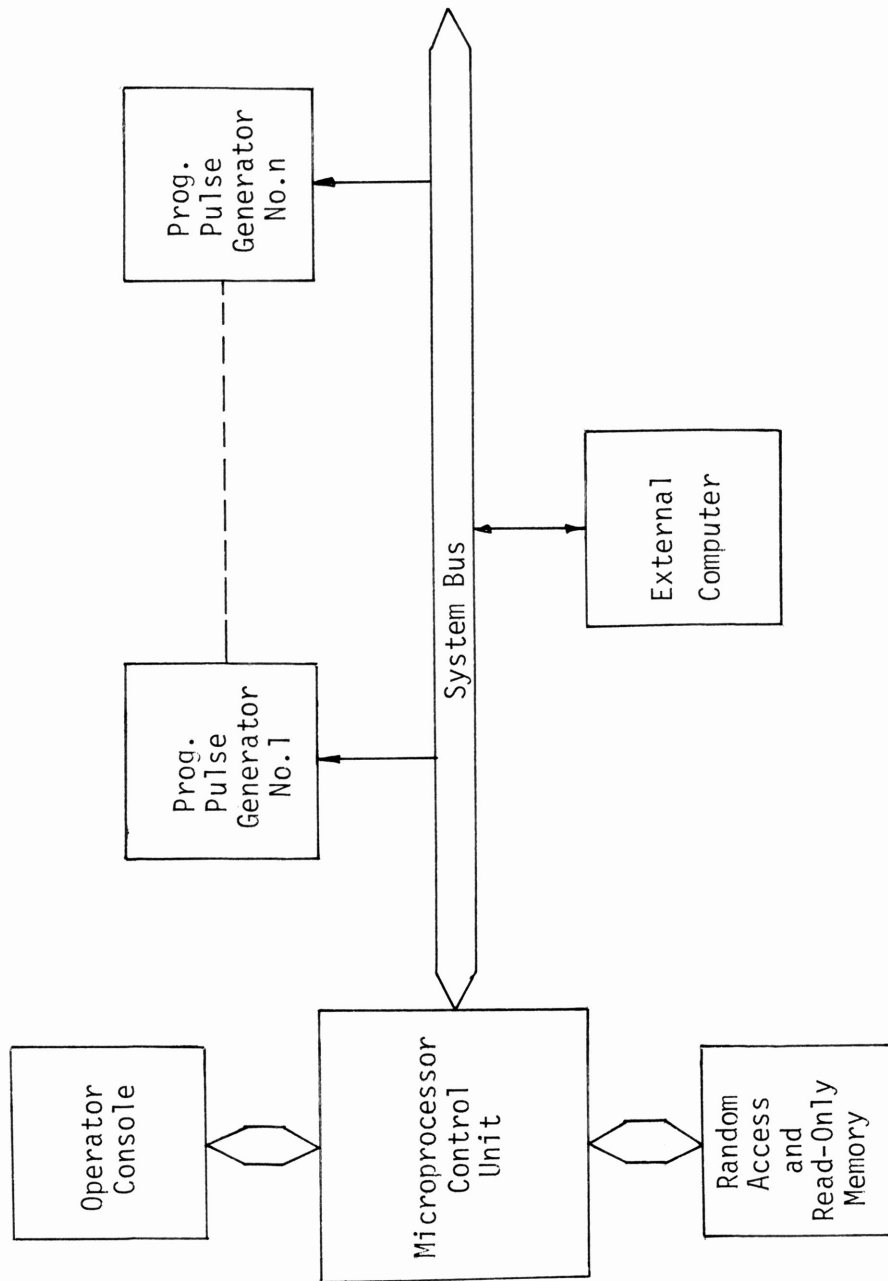 Operator
Console
Microprocessor
Control
Unit
Random
Access
and
Read-Only
Memory
Prog.
Pulse
Generator
No.1
System Bus
External
Computer
Prog.
Pulse
Generator
No.n